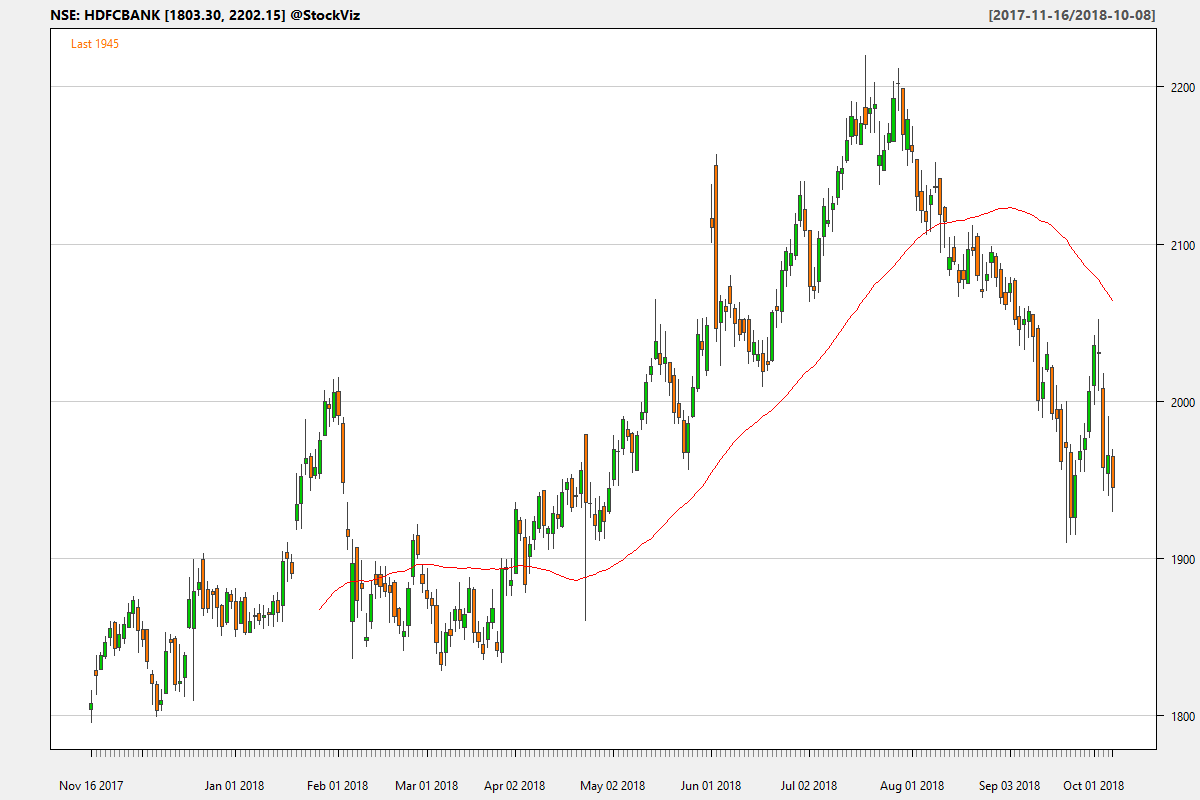 NSE: HDFCBANK [1803.30, 2202.15] @StockViz
[2017-11-16/2018-10-08]
Last 1945
2200
2100
2000
1900
1800
Nov 16 2017 Jan 01 2018 Feb 01 2018 Mar 01 2018 Apr 02 2018 May 02 2018 Jun 01 2018 Jul 02 2018 Aug 01 2018 Sep 03 2018 Oct 01 2018